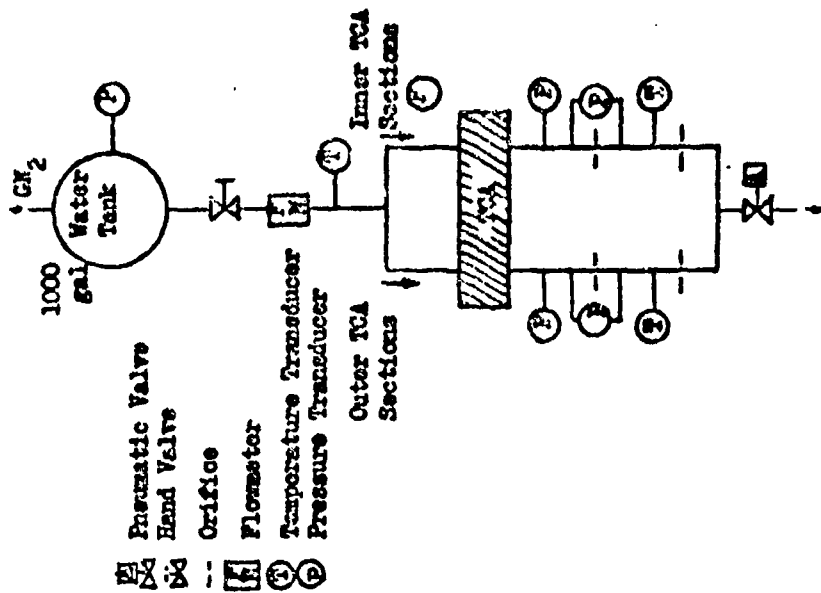 GN2
1000
gal
Water
Tank
P
F
M
T
Inner TCA
Sections
P
Outer TCA
Sections
TCA
P
P
P
P
T
T
Pneumatic Valve
Hand Valve
Orifice
F
M
Flowmeter
T
Temperature Transducer
P
Pressure Transducer